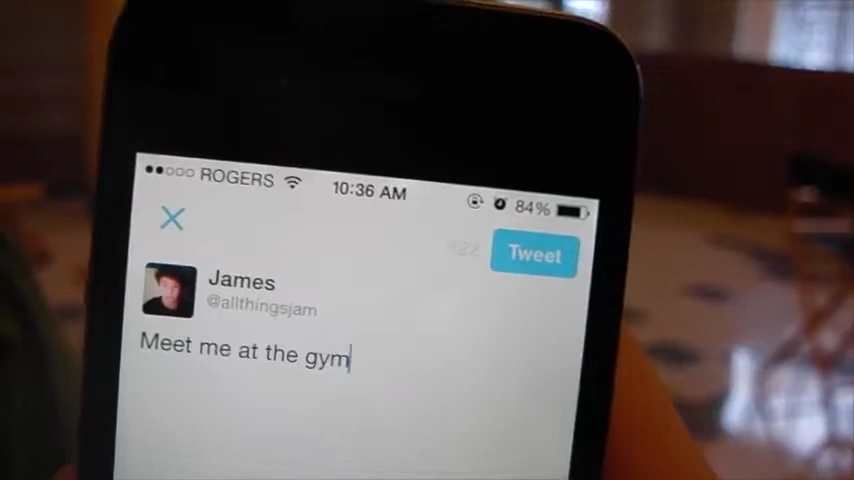 ROGERS 10:36 AM 84%
Tweet
James
@allthingsjam
Meet me at the gym